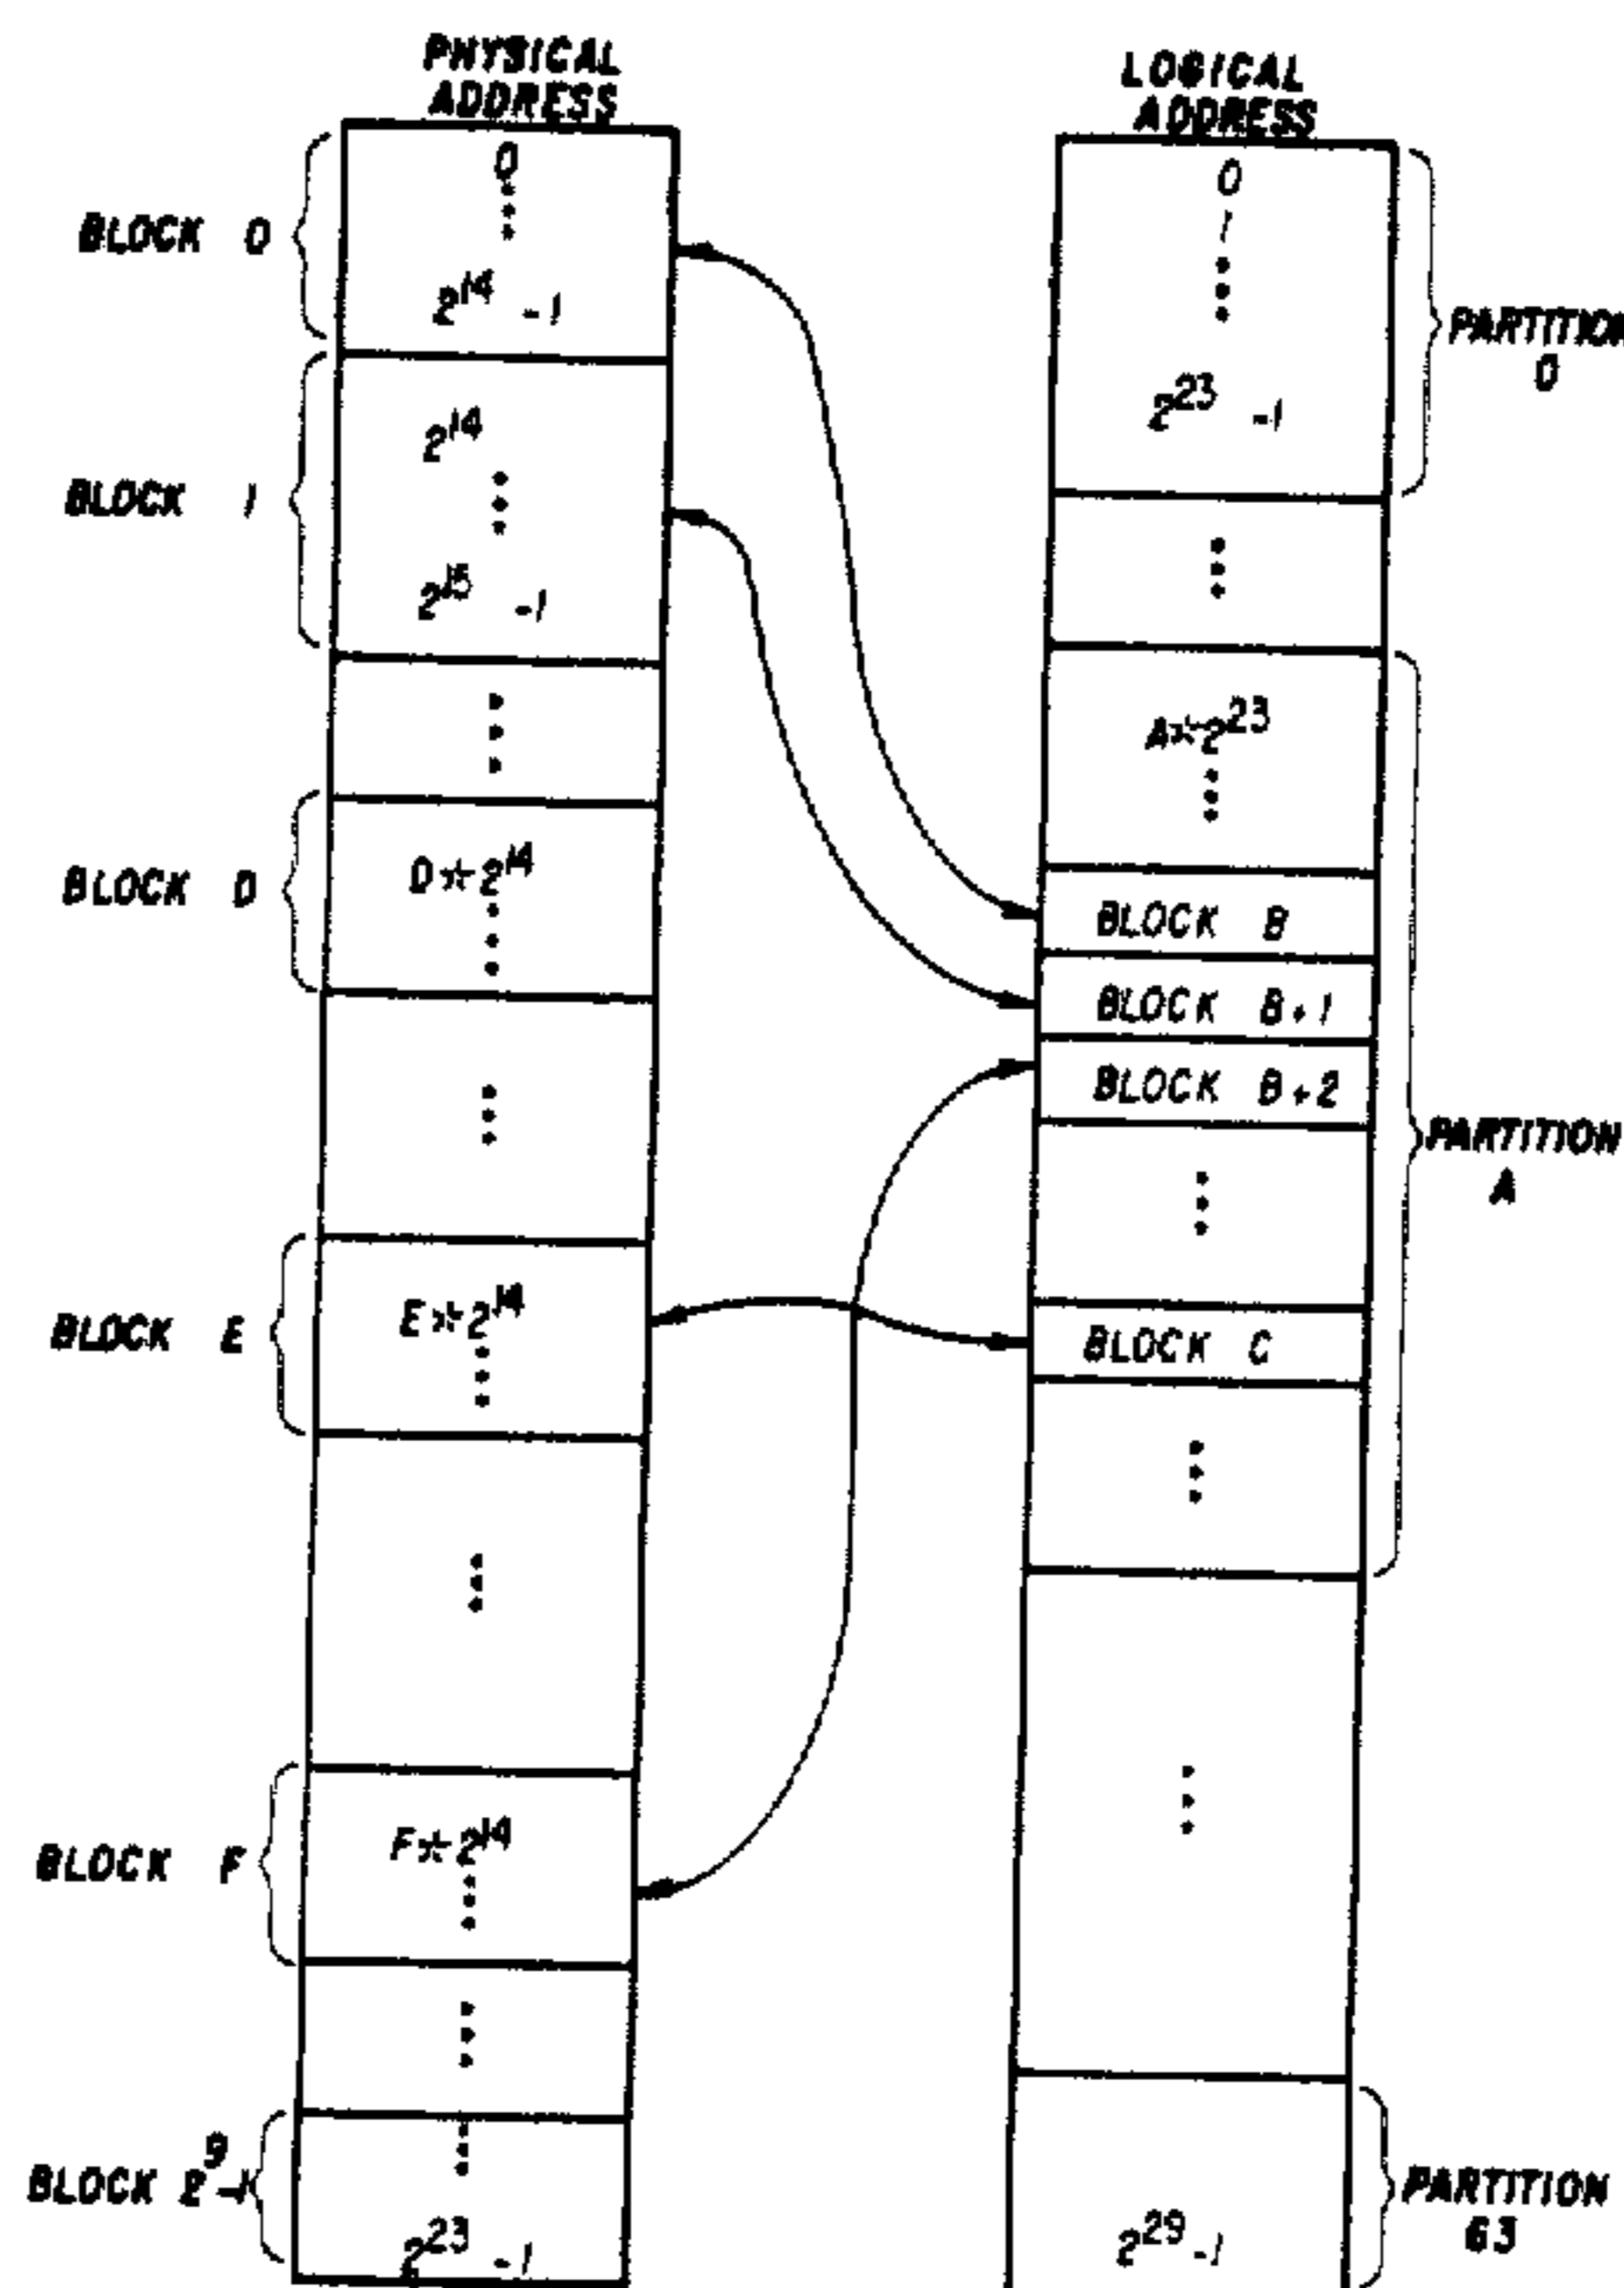 PHYSICAL
ADDRESS
BLOCK 0
0
2^14 -1
BLOCK 1
2^14
2^15 -1
BLOCK D
D*2^14
BLOCK E
E*2^14
BLOCK F
F*2^14
BLOCK 2^9-1
2^23 -1
LOGICAL
ADDRESS
0
1
2^23 -1
PARTITION
0
A*2^23
BLOCK B
BLOCK B+1
BLOCK B+2
BLOCK C
PARTITION
A
2^29-1
PARTITION
63